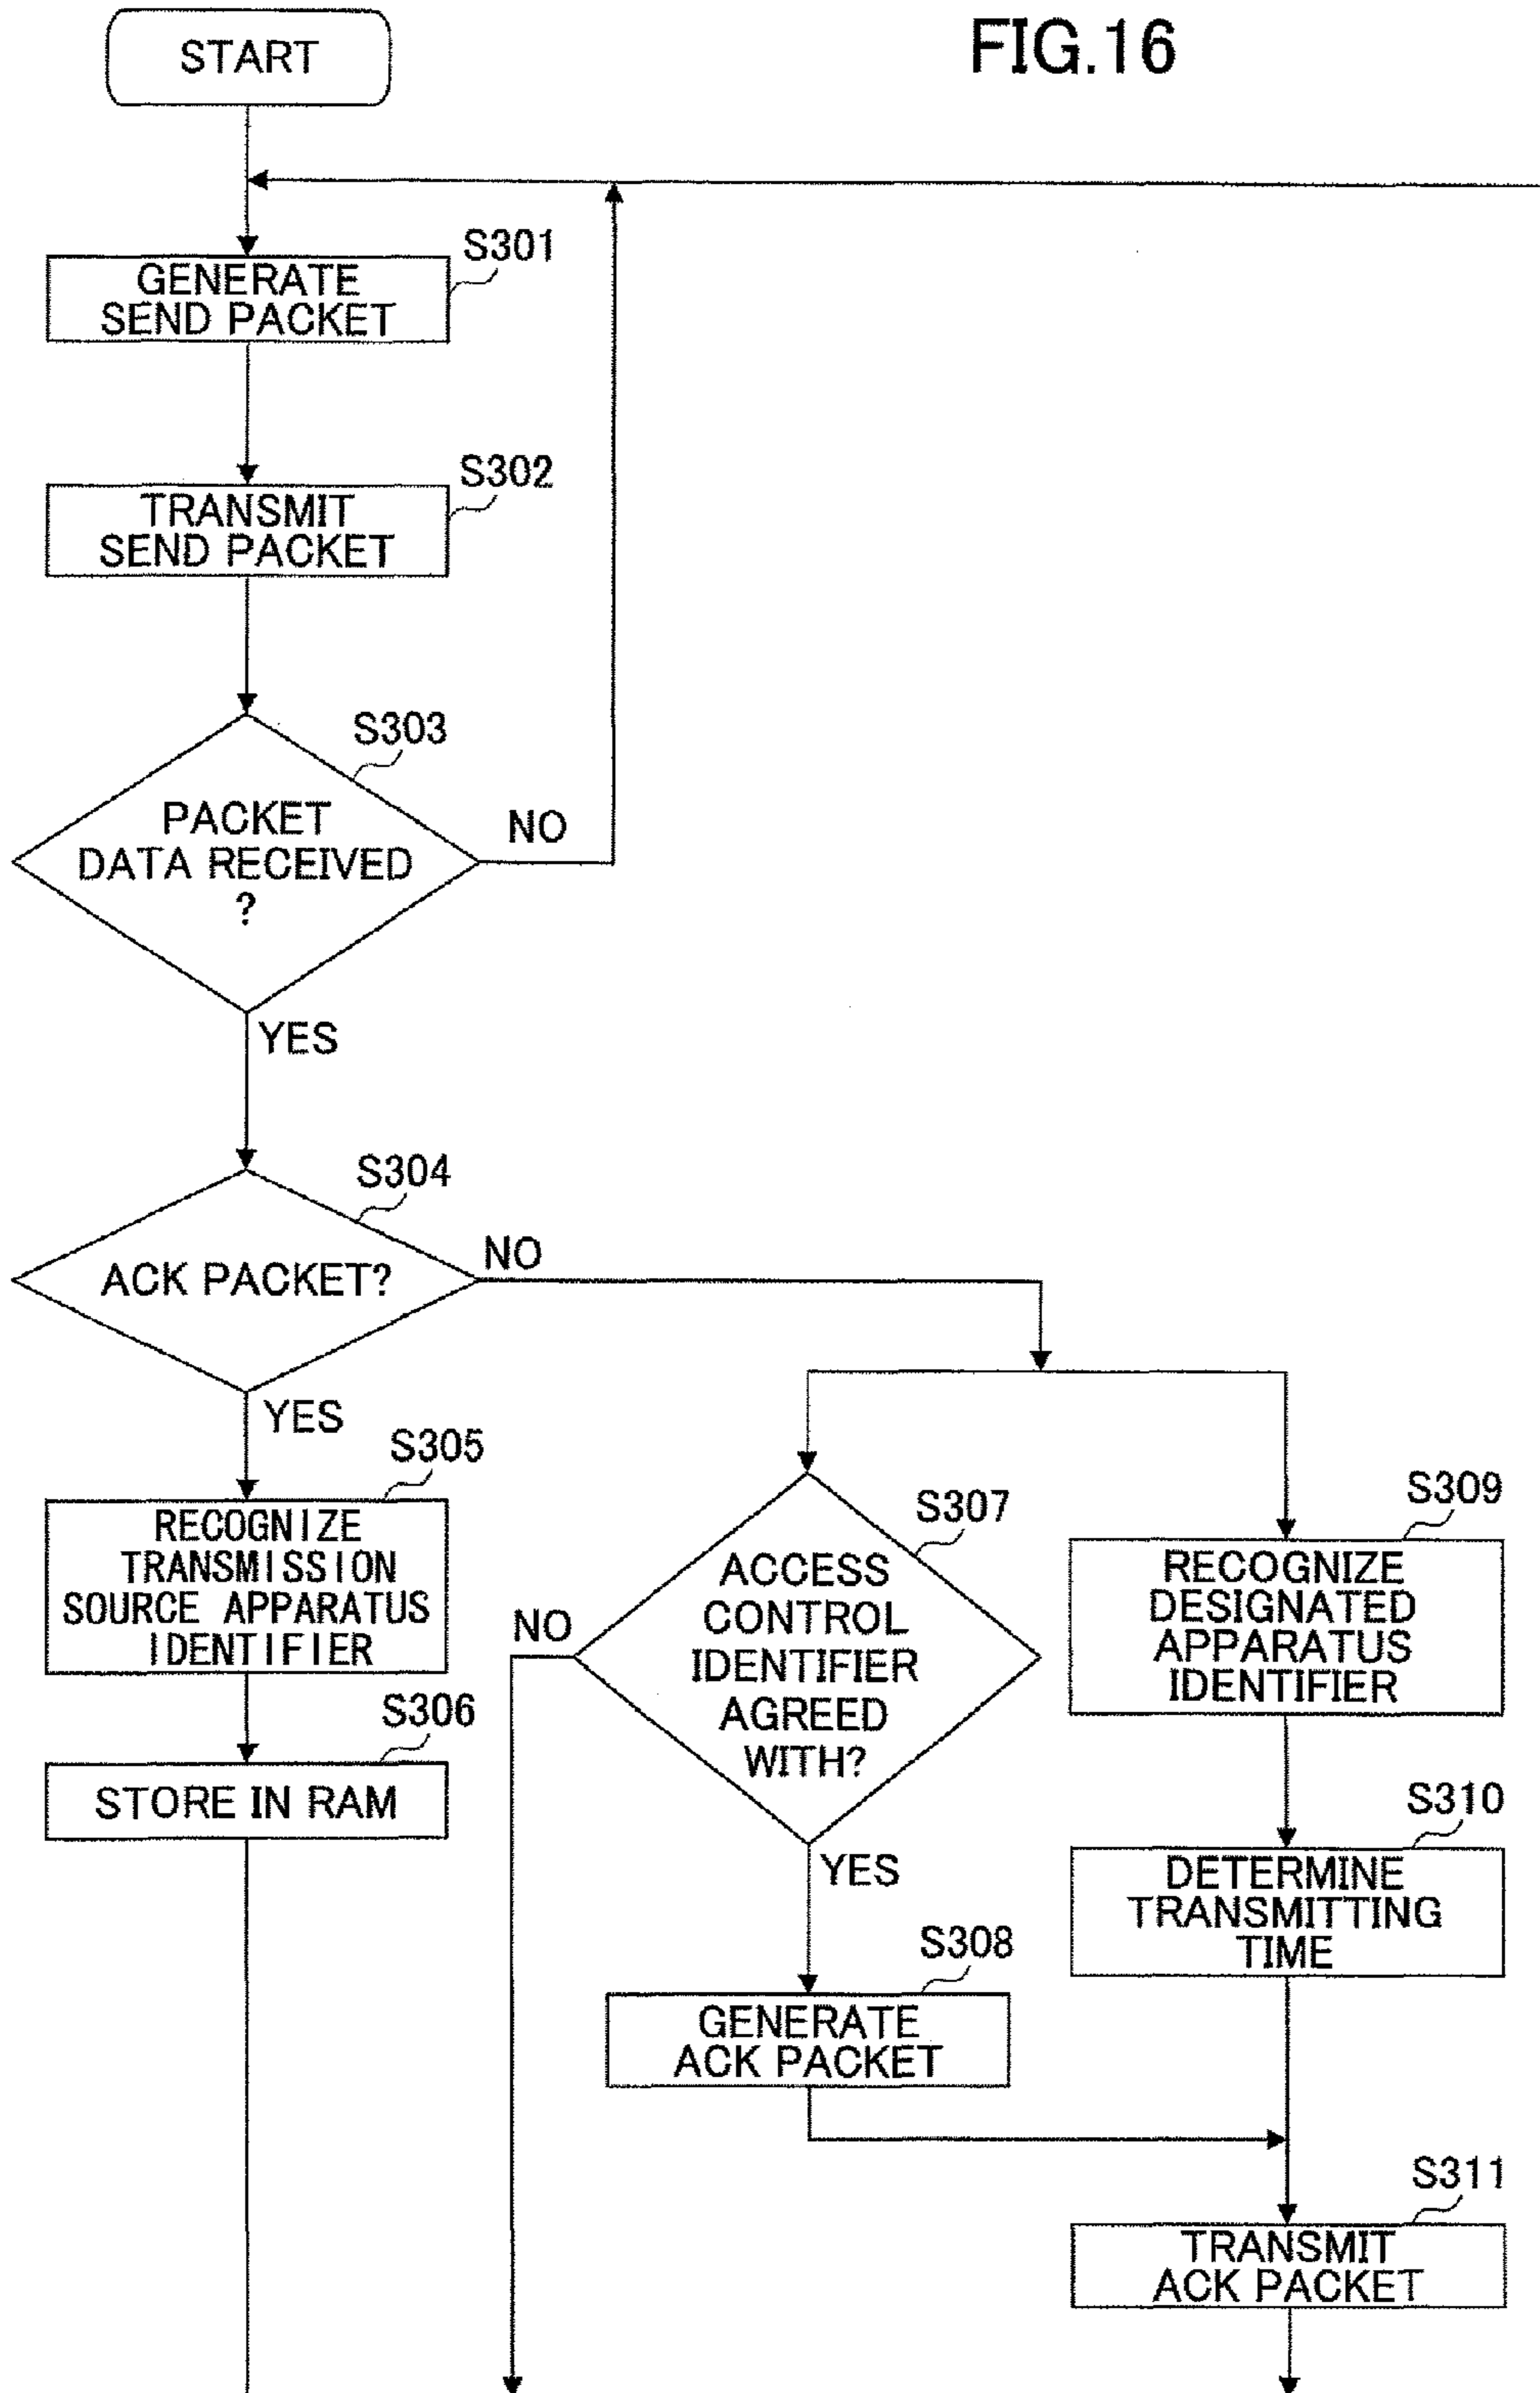 FIG.16
START
S301
GENERATE
SEND PACKET
S302
TRANSMIT
SEND PACKET
S303
PACKET
DATA RECEIVED
?
NO
YES
S304
ACK PACKET?
NO
YES
S305
RECOGNIZE
TRANSMISSION
SOURCE APPARATUS
IDENTIFIER
S306
STORE IN RAM
S307
ACCESS
CONTROL
IDENTIFIER
AGREED
WITH?
NO
YES
S308
GENERATE
ACK PACKET
S309
RECOGNIZE
DESIGNATED
APPARATUS
IDENTIFIER
S310
DETERMINE
TRANSMITTING
TIME
S311
TRANSMIT
ACK PACKET